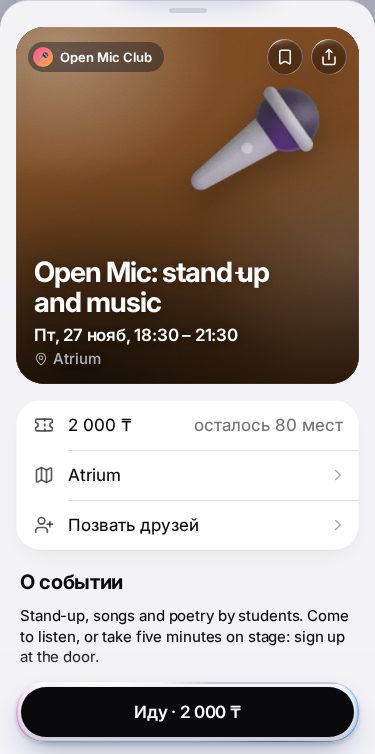 Open Mic Club
Open Mic: stand-up
and music
Пт, 27 нояб, 18:30 – 21:30
Atrium
2 000 ₸ осталось 80 мест
Atrium
Позвать друзей
О событии
Stand-up, songs and poetry by students. Come
to listen, or take five minutes on stage: sign up
at the door.
Иду · 2 000 ₸